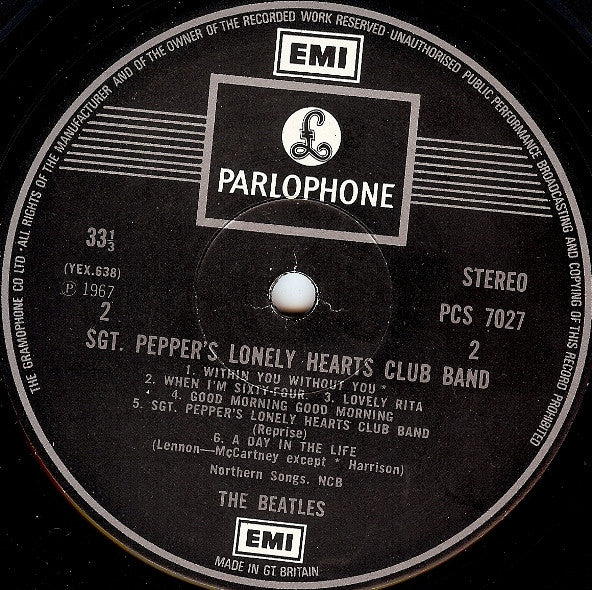 THE GRAMOPHONE CO LTD · ALL RIGHTS OF THE MANUFACTURER AND OF THE OWNER OF THE RECORDED WORK RESERVED · UNAUTHORISED PUBLIC PERFORMANCE BROADCASTING AND COPYING OF THIS RECORD PROHIBITED
EMI
£
PARLOPHONE
33⅓
STEREO
(YEX.638)
℗ 1967
PCS 7027
2
2
SGT. PEPPER'S LONELY HEARTS CLUB BAND
1. WITHIN YOU WITHOUT YOU *
2. WHEN I'M SIXTY-FOUR 3. LOVELY RITA
4. GOOD MORNING GOOD MORNING
5. SGT. PEPPER'S LONELY HEARTS CLUB BAND
(Reprise)
6. A DAY IN THE LIFE
(Lennon—McCartney except * Harrison)
Northern Songs, NCB
THE BEATLES
EMI
MADE IN GT BRITAIN